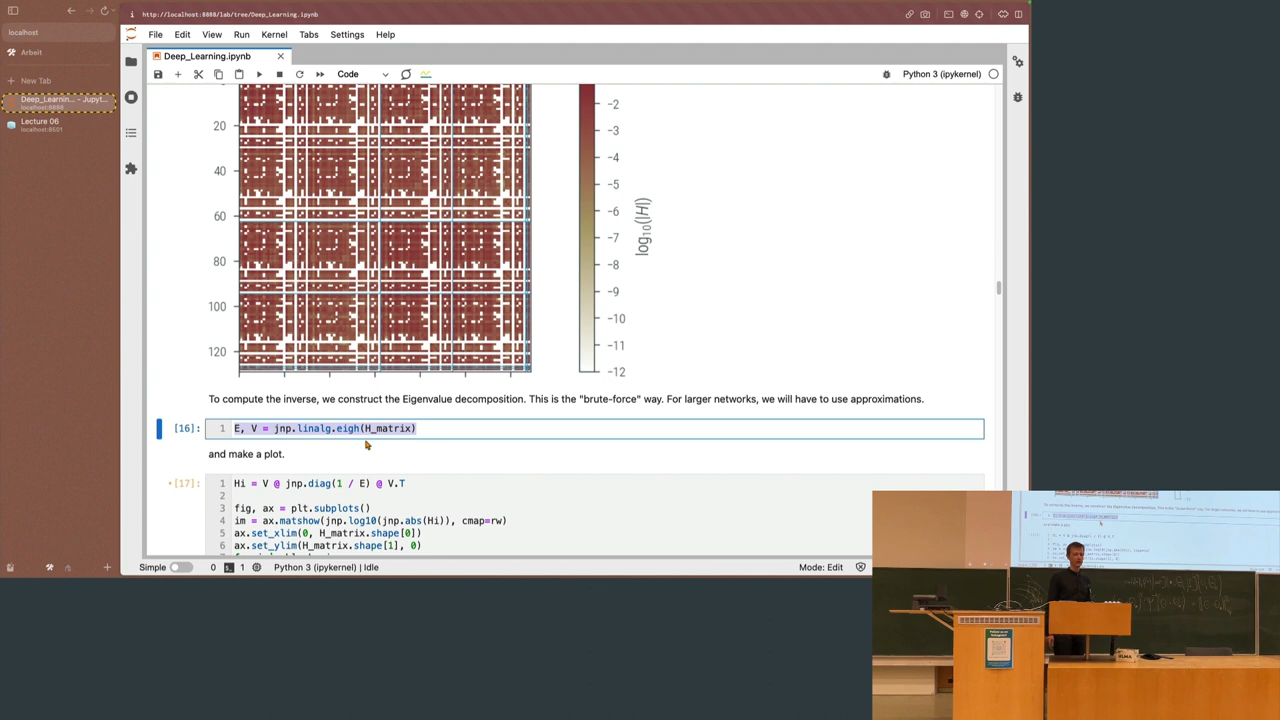 http://localhost:8888/lab/tree/Deep_Learning.ipynb
localhost
Arbeit
New Tab
Deep_Learnin... - Jupyt...
localhost:8888
Lecture 06
localhost:8501
File Edit View Run Kernel Tabs Settings Help
Deep_Learning.ipynb
Code
Python 3 (ipykernel)
20
40
60
80
100
120
-2
-3
-4
-5
-6
-7
-8
-9
-10
-11
-12
log10(|H|)
To compute the inverse, we construct the Eigenvalue decomposition. This is the "brute-force" way. For larger networks, we will have to use approximations.
[16]: 1 E, V = jnp.linalg.eigh(H_matrix)
and make a plot.
[17]: 1 Hi = V @ jnp.diag(1 / E) @ V.T
2
3 fig, ax = plt.subplots()
4 im = ax.matshow(jnp.log10(jnp.abs(Hi)), cmap=rw)
5 ax.set_xlim(0, H_matrix.shape[0])
6 ax.set_ylim(H_matrix.shape[1], 0)
Simple 0 1 Python 3 (ipykernel) | Idle Mode: Edit